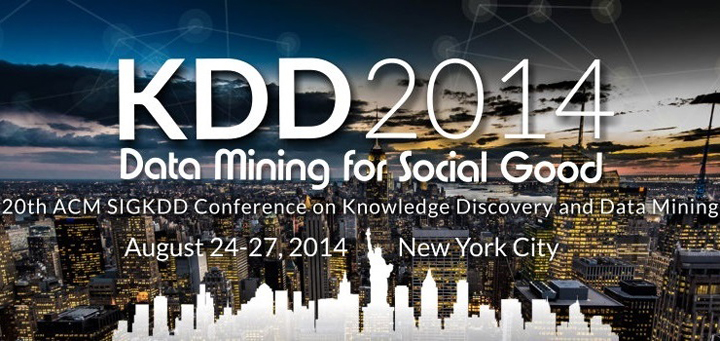 KDD2014
Data Mining for Social Good
20th ACM SIGKDD Conference on Knowledge Discovery and Data Mining
August 24-27, 2014 New York City